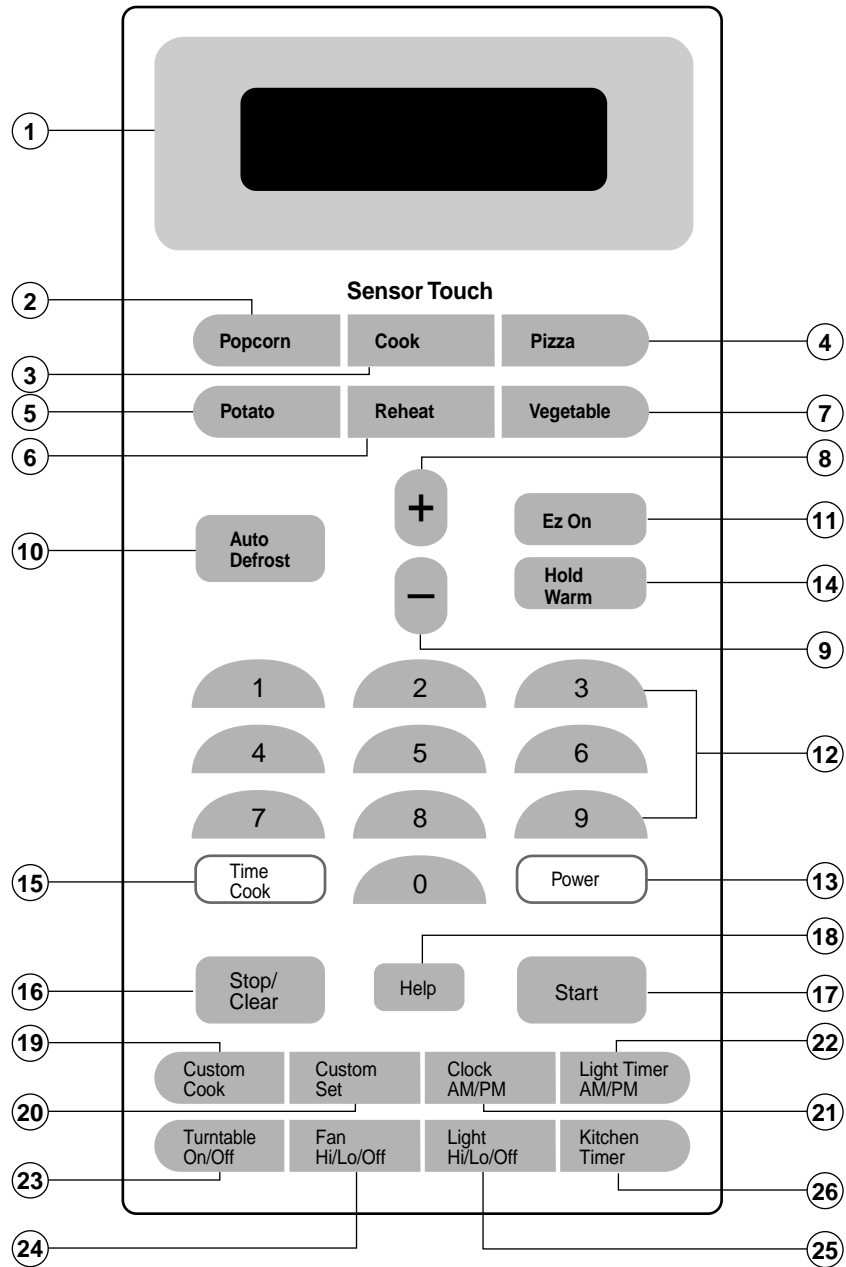 1
Sensor Touch
2
Popcorn
Cook
Pizza
4
3
5
Potato
Reheat
Vegetable
7
6
8
+
Ez On
11
10
Auto
Defrost
Hold
Warm
14
−
9
1
2
3
4
5
6
12
7
8
9
15
Time
Cook
0
Power
13
18
16
Stop/
Clear
Help
Start
17
19
22
Custom
Cook
Custom
Set
Clock
AM/PM
Light Timer
AM/PM
20
21
Turntable
On/Off
Fan
Hi/Lo/Off
Light
Hi/Lo/Off
Kitchen
Timer
23
26
24
25